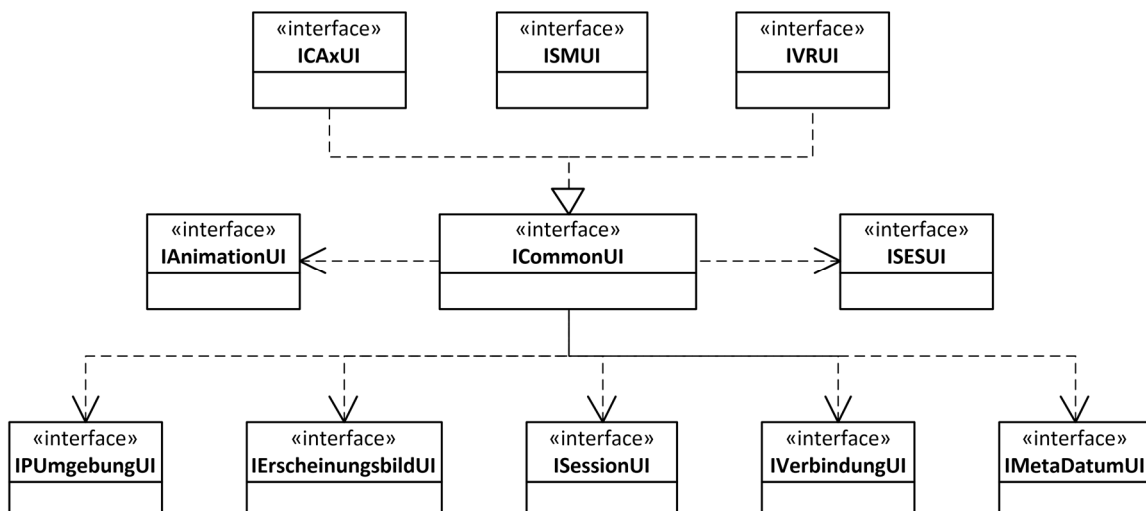 «interface»
ICAxUI
«interface»
ISMUI
«interface»
IVRUI
«interface»
IAnimationUI
«interface»
ICommonUI
«interface»
ISESUI
«interface»
IPUmgebungUI
«interface»
IErscheinungsbildUI
«interface»
ISessionUI
«interface»
IVerbindungUI
«interface»
IMetaDatumUI